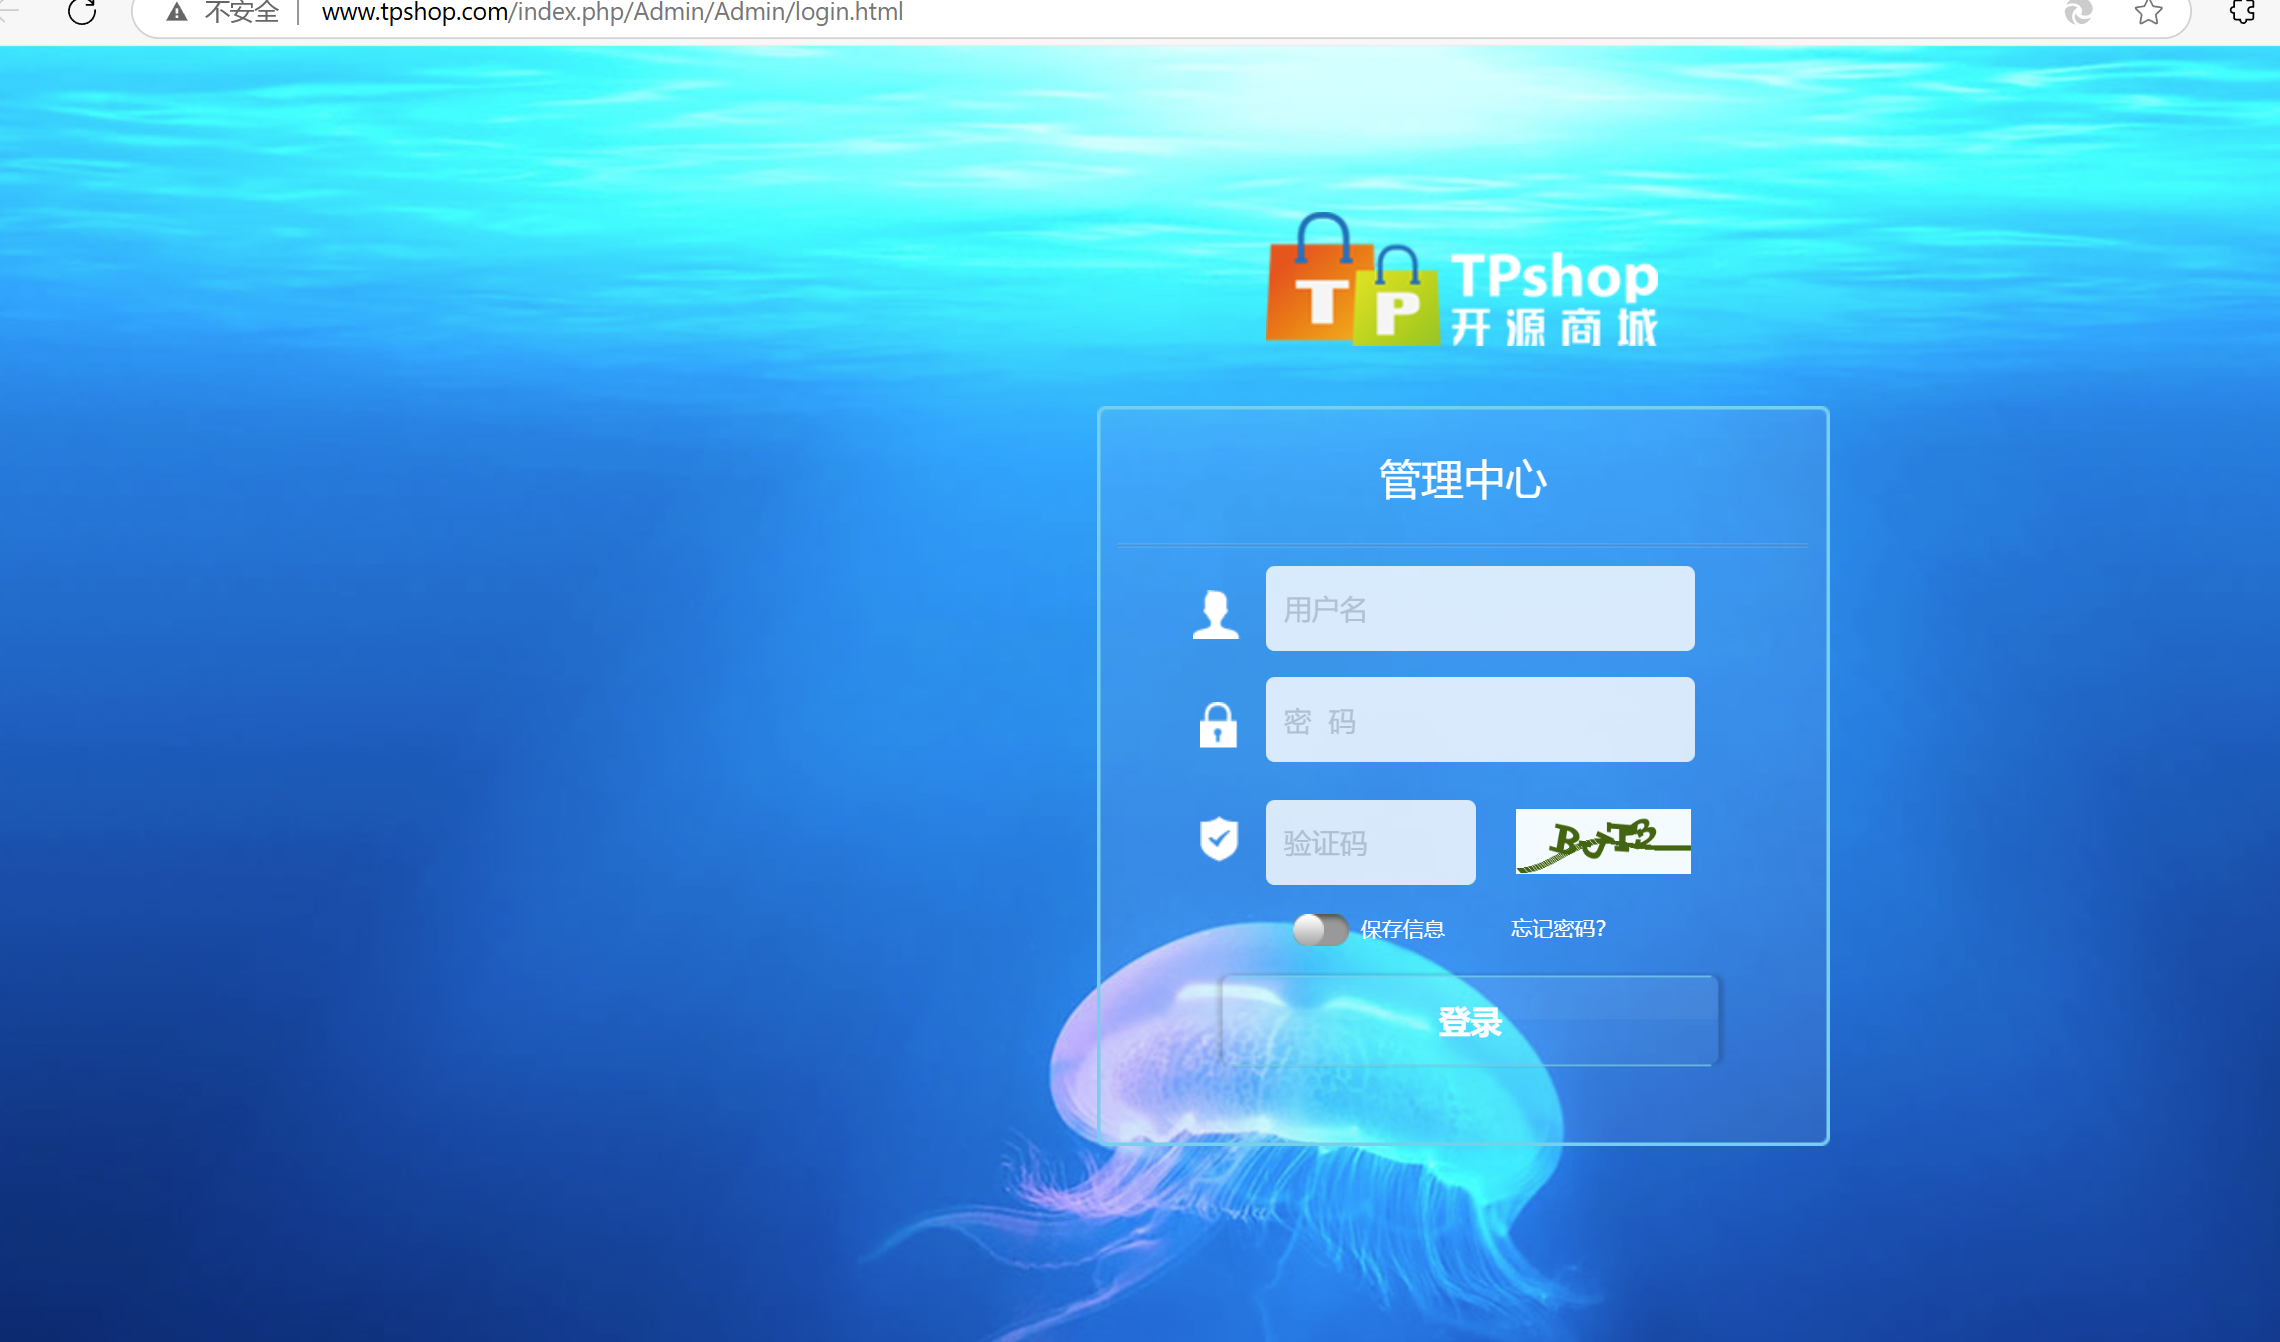 不安全 | www.tpshop.com/index.php/Admin/Admin/login.html
T P TPshop
开源商城
管理中心
用户名
密 码
验证码 BJT3
保存信息 忘记密码?
登录